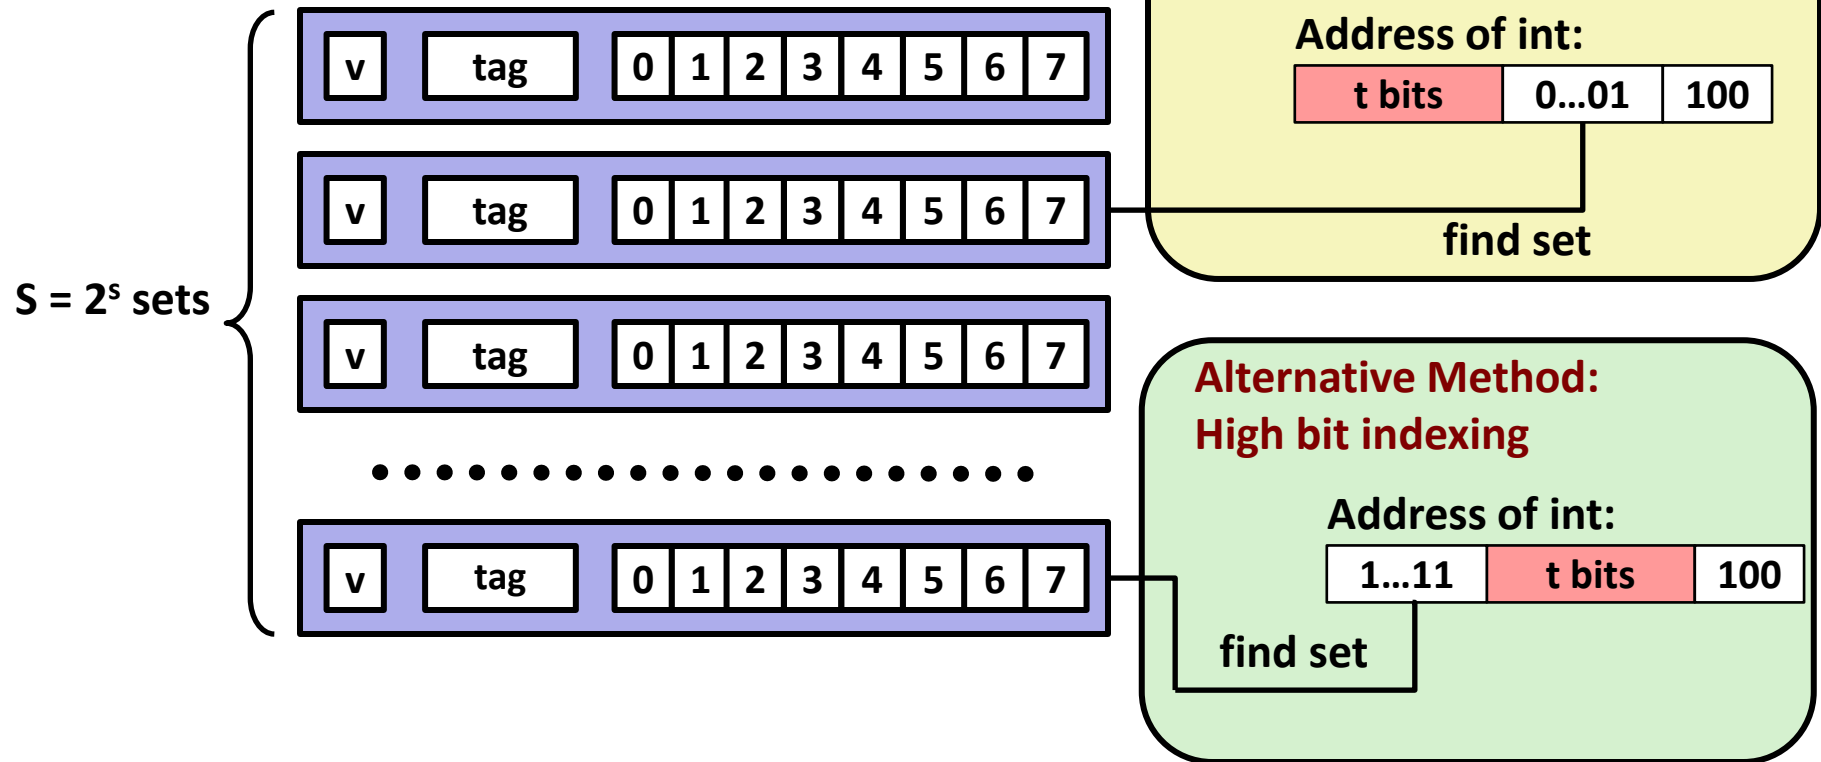 v tag 0 1 2 3 4 5 6 7
v tag 0 1 2 3 4 5 6 7
S = 2ˢ sets
v tag 0 1 2 3 4 5 6 7
v tag 0 1 2 3 4 5 6 7
Address of int:
t bits 0...01 100
find set
Alternative Method:
High bit indexing
Address of int:
1...11 t bits 100
find set